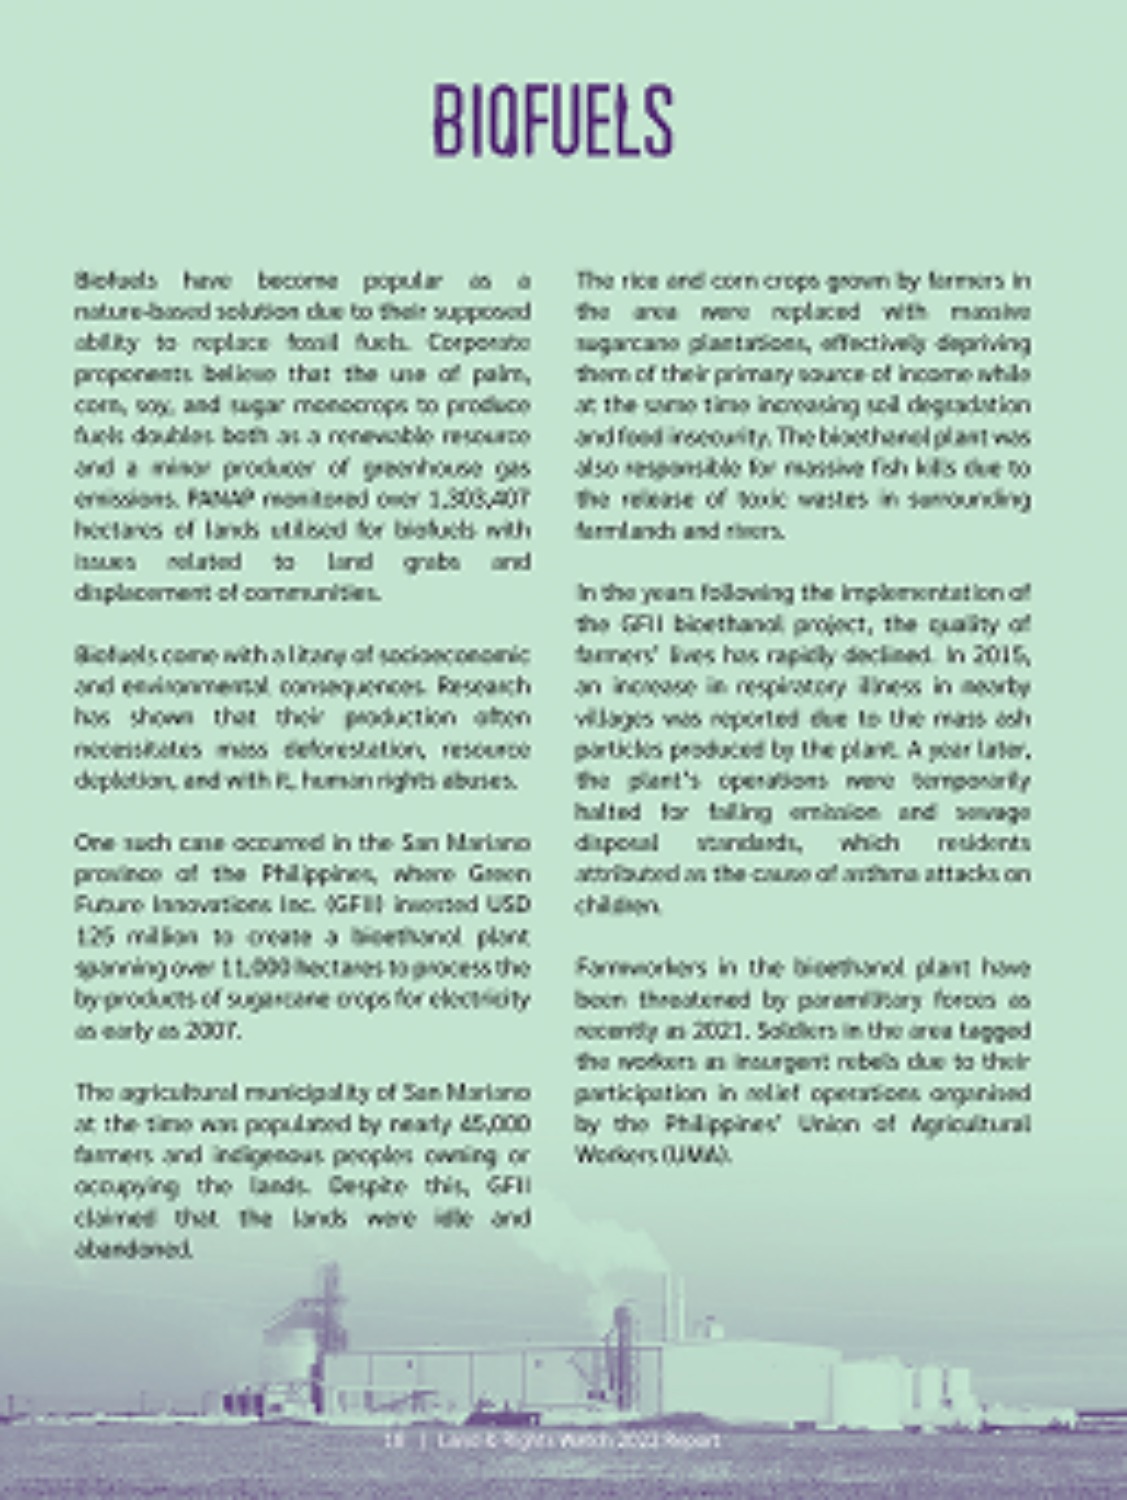 BIOFUELS
Biofuels have become popular as a
nature-based solution due to their supposed
ability to replace fossil fuels. Corporate
proponents believe that the use of palm,
corn, soy, and sugar monocrops to produce
fuels doubles both as a renewable resource
and a minor producer of greenhouse gas
emissions. PANAP monitored over 1,303,407
hectares of lands utilised for biofuels with
issues related to land grabs and
displacement of communities.
Biofuels come with a litany of socioeconomic
and environmental consequences. Research
has shown that their production often
necessitates mass deforestation, resource
depletion, and with it, human rights abuses.
One such case occurred in the San Mariano
province of the Philippines, where Green
Future Innovations Inc. (GFII) invested USD
125 million to create a bioethanol plant
spanning over 11,000 hectares to process the
by-products of sugarcane crops for electricity
as early as 2007.
The agricultural municipality of San Mariano
at the time was populated by nearly 45,000
farmers and indigenous peoples owning or
occupying the lands. Despite this, GFII
claimed that the lands were idle and
abandoned.
The rice and corn crops grown by farmers in
the area were replaced with massive
sugarcane plantations, effectively depriving
them of their primary source of income while
at the same time increasing soil degradation
and food insecurity. The bioethanol plant was
also responsible for massive fish kills due to
the release of toxic wastes in surrounding
farmlands and rivers.
In the years following the implementation of
the GFII bioethanol project, the quality of
farmers' lives has rapidly declined. In 2015,
an increase in respiratory illness in nearby
villages was reported due to the mass ash
particles produced by the plant. A year later,
the plant's operations were temporarily
halted for failing emission and sewage
disposal standards, which residents
attributed as the cause of asthma attacks on
children.
Farmworkers in the bioethanol plant have
been threatened by paramilitary forces as
recently as 2021. Soldiers in the area tagged
the workers as insurgent rebels due to their
participation in relief operations organised
by the Philippines' Union of Agricultural
Workers (UMA).
| Land & Rights Watch Report